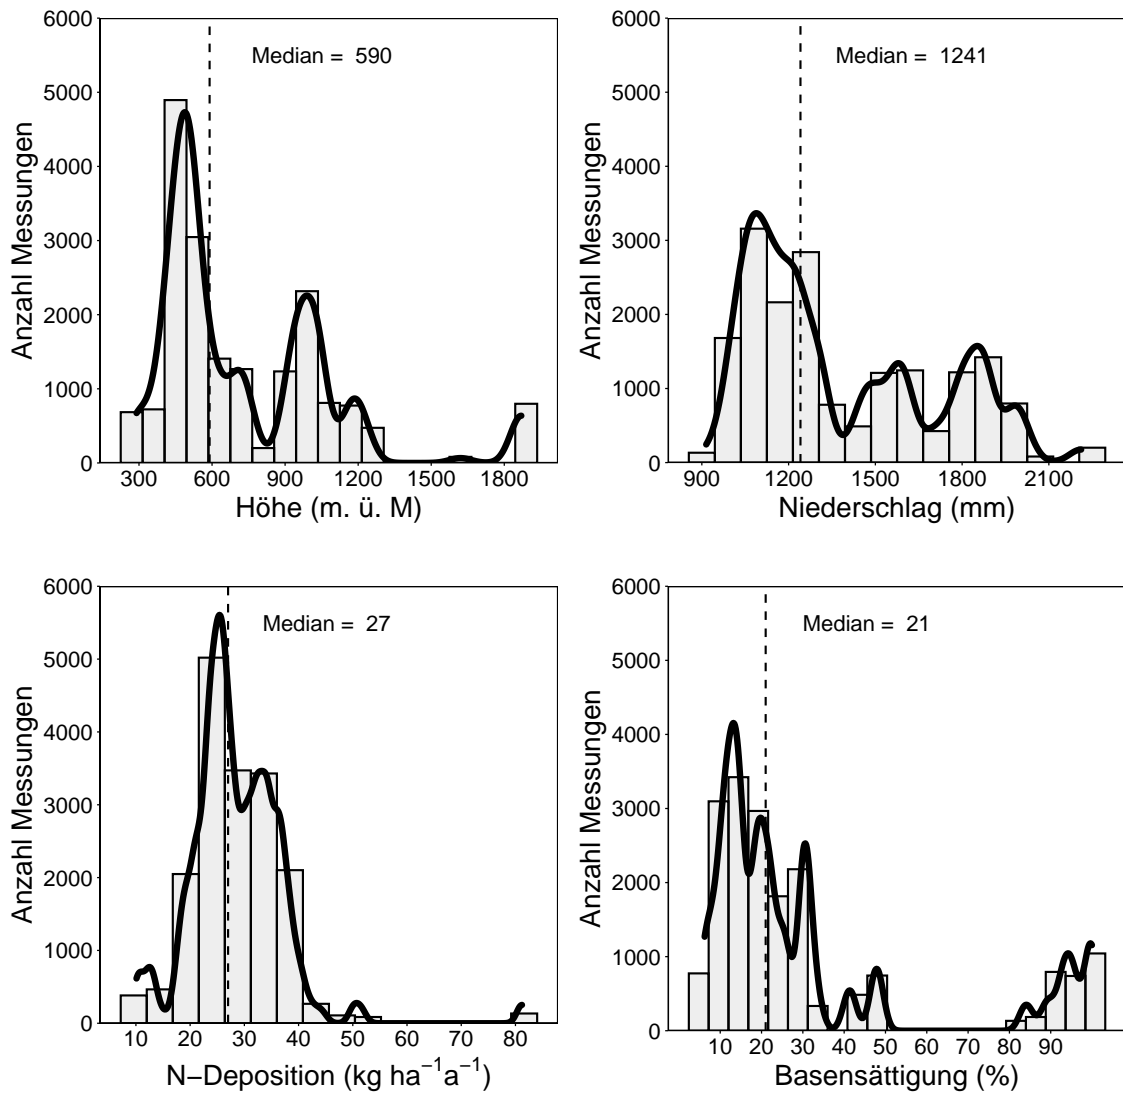 6000
5000
4000
3000
2000
1000
0
Anzahl Messungen
Median = 590
300 600 900 1200 1500 1800
Höhe (m. ü. M)
6000
5000
4000
3000
2000
1000
0
Anzahl Messungen
Median = 1241
900 1200 1500 1800 2100
Niederschlag (mm)
6000
5000
4000
3000
2000
1000
0
Anzahl Messungen
Median = 27
10 20 30 40 50 60 70 80
N−Deposition (kg ha⁻¹a⁻¹)
6000
5000
4000
3000
2000
1000
0
Anzahl Messungen
Median = 21
10 20 30 40 50 60 70 80 90
Basensättigung (%)